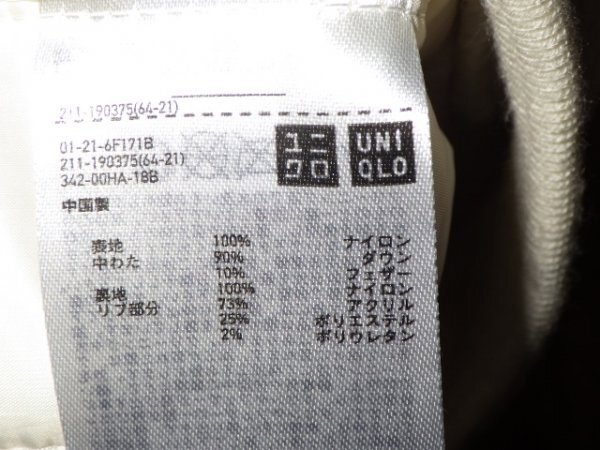 211-190375(64-21)
01-21-6F171B
211-190375(64-21)
342-00HA-18B
ユニ
クロ
UNI
QLO
中国製
表地 100% ナイロン
中わた 90% ダウン
10% フェザー
裏地 100% ナイロン
リブ部分 73% アクリル
25% ポリエステル
2% ポリウレタン